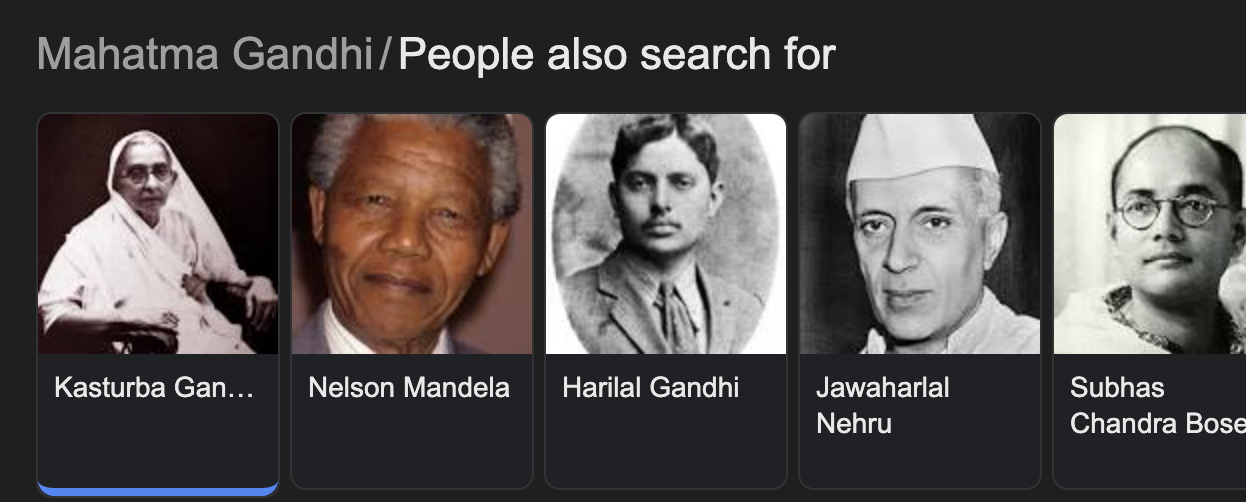 Mahatma Gandhi / People also search for
Kasturba Gan...
Nelson Mandela
Harilal Gandhi
Jawaharlal
Nehru
Subhas
Chandra Bose